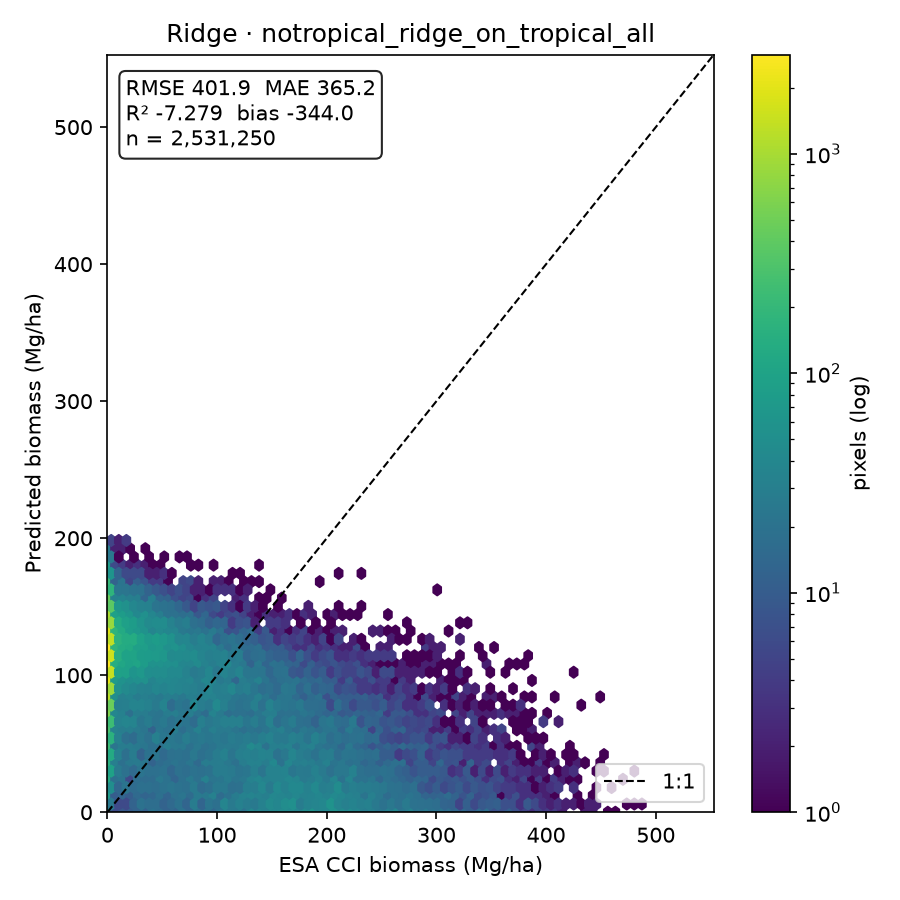 Ridge · notropical_ridge_on_tropical_all
RMSE 401.9 MAE 365.2
R² -7.279 bias -344.0
n = 2,531,250
Predicted biomass (Mg/ha)
500
400
300
200
100
0
0 100 200 300 400 500
ESA CCI biomass (Mg/ha)
1:1
10³
10²
10¹
10⁰
pixels (log)